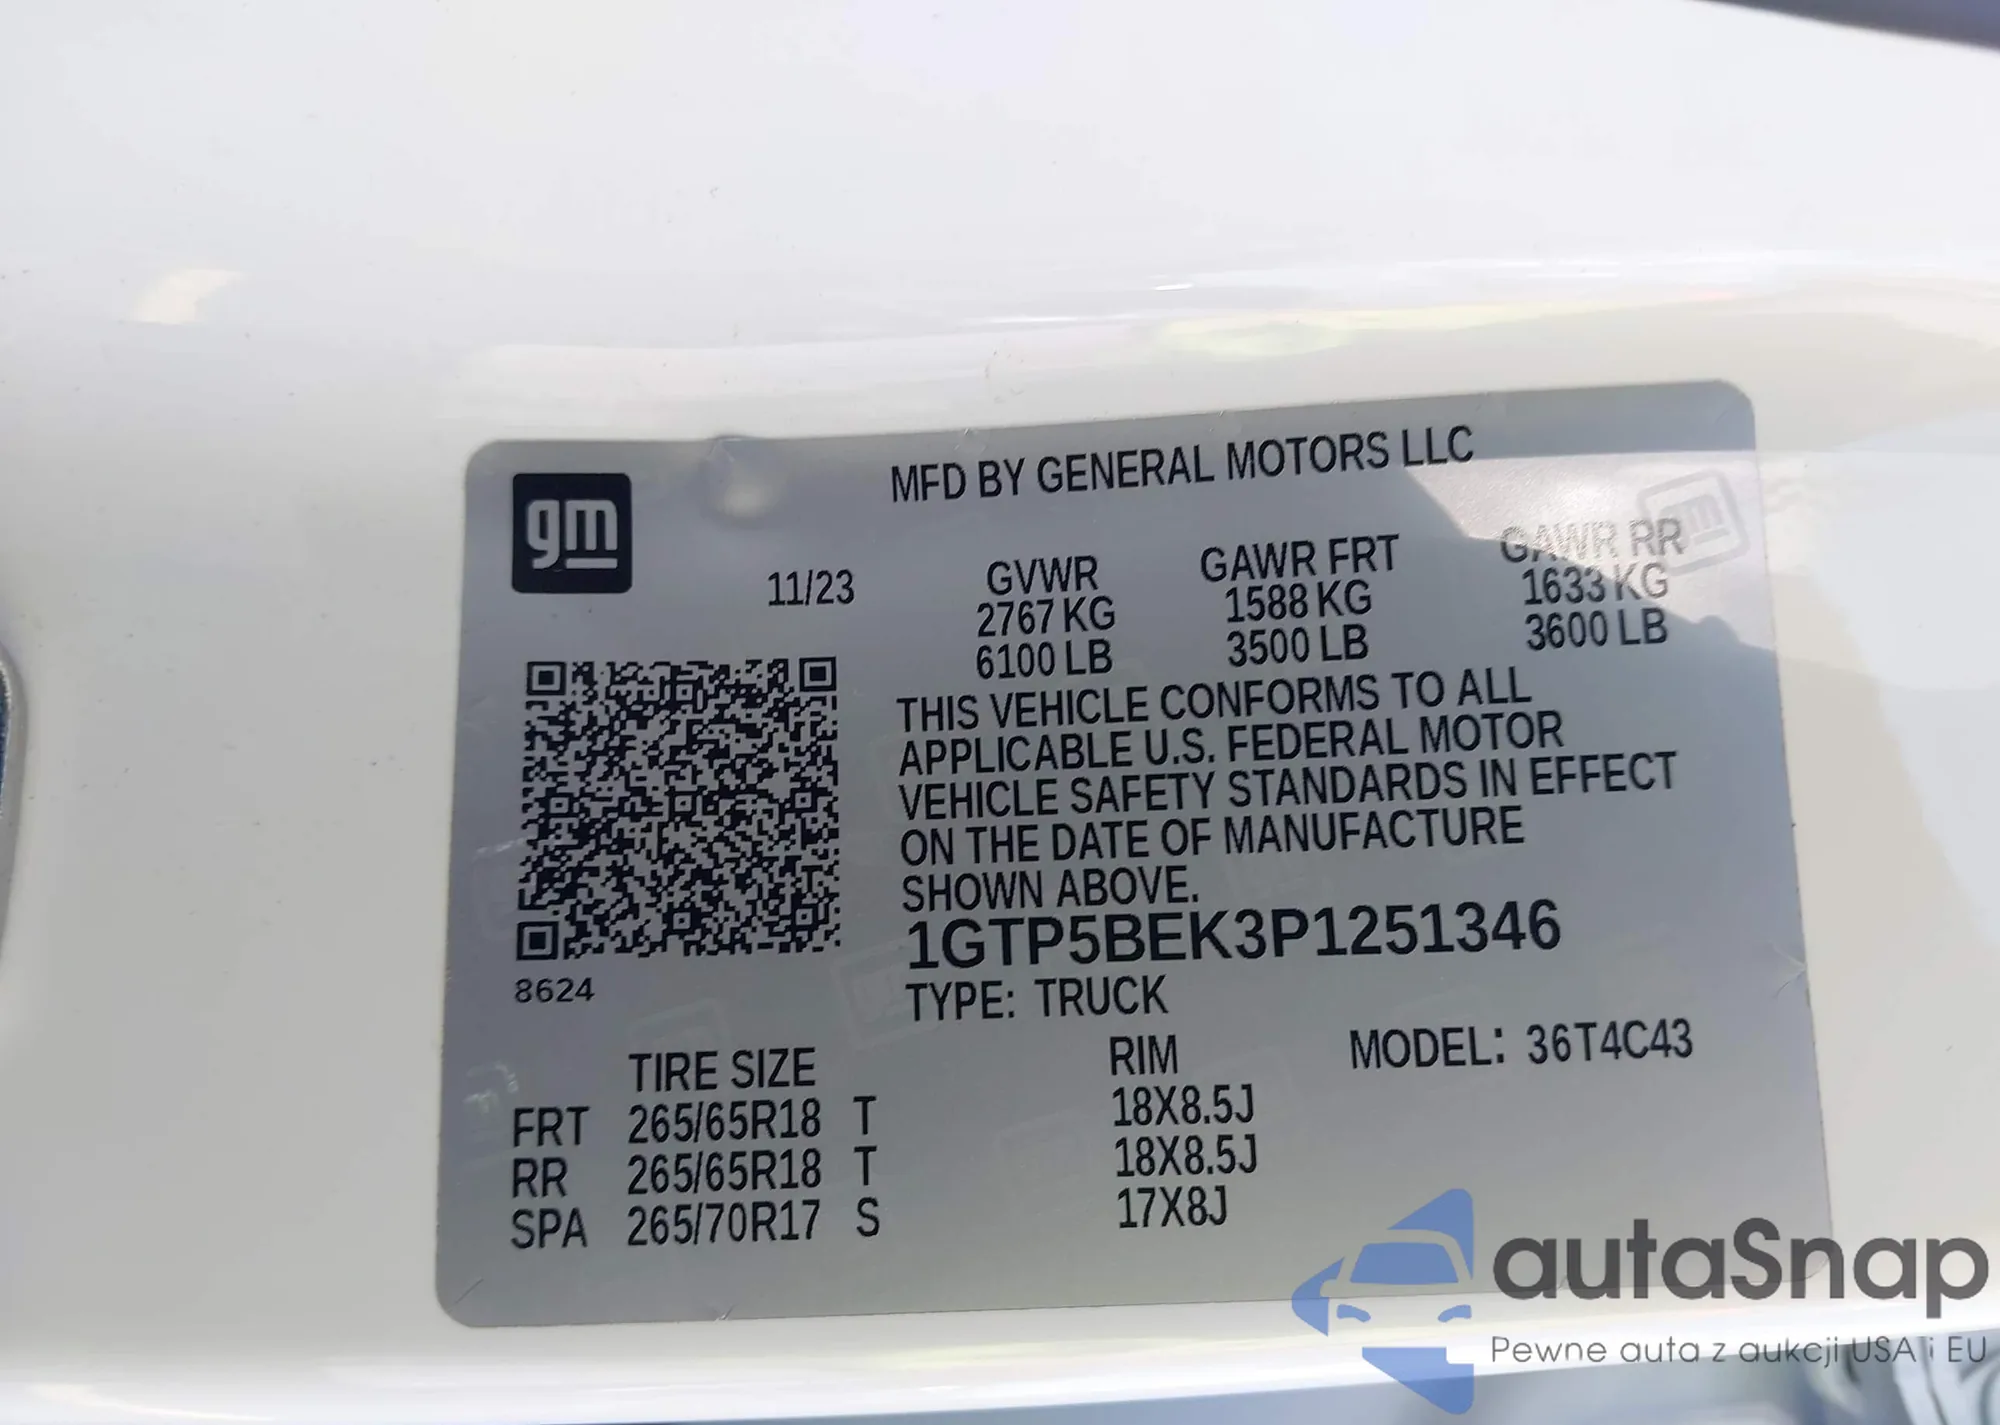 gm
MFD BY GENERAL MOTORS LLC
11/23
GVWR GAWR FRT GAWR RR
2767 KG 1588 KG 1633 KG
6100 LB 3500 LB 3600 LB
THIS VEHICLE CONFORMS TO ALL
APPLICABLE U.S. FEDERAL MOTOR
VEHICLE SAFETY STANDARDS IN EFFECT
ON THE DATE OF MANUFACTURE
SHOWN ABOVE.
1GTP5BEK3P1251346
8624
TYPE: TRUCK
TIRE SIZE RIM MODEL: 36T4C43
FRT 265/65R18 T 18X8.5J
RR 265/65R18 T 18X8.5J
SPA 265/70R17 S 17X8J
autaSnap
Pewne auta z aukcji USA i EU